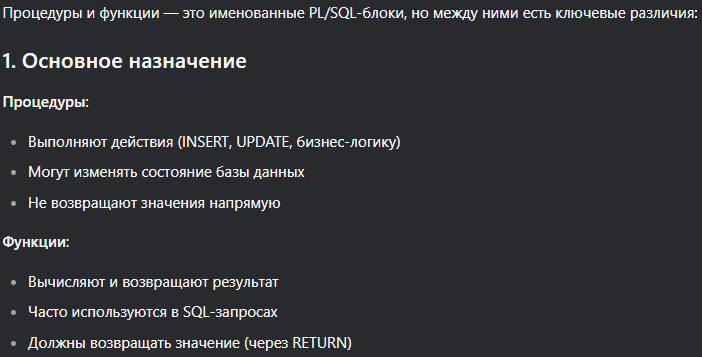 Процедуры и функции — это именованные PL/SQL-блоки, но между ними есть ключевые различия:
1. Основное назначение
Процедуры:
• Выполняют действия (INSERT, UPDATE, бизнес-логику)
• Могут изменять состояние базы данных
• Не возвращают значения напрямую
Функции:
• Вычисляют и возвращают результат
• Часто используются в SQL-запросах
• Должны возвращать значение (через RETURN)